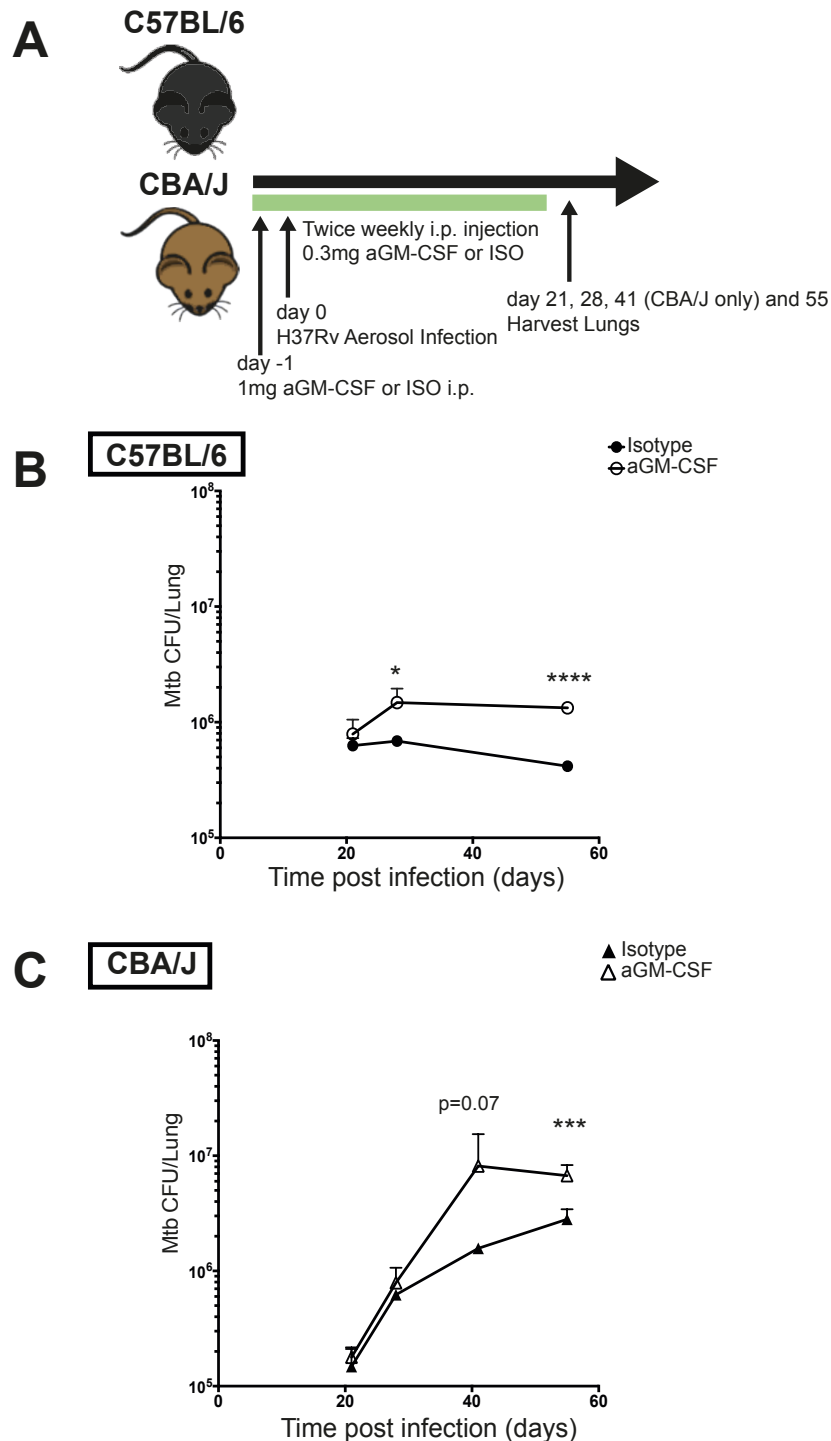 A
C57BL/6
CBA/J
Twice weekly i.p. injection
0.3mg aGM-CSF or ISO
day 0
H37Rv Aerosol Infection
day -1
1mg aGM-CSF or ISO i.p.
day 21, 28, 41 (CBA/J only) and 55
Harvest Lungs
B
C57BL/6
Isotype
aGM-CSF
10⁸
10⁷
10⁶
10⁵
Mtb CFU/Lung
*
****
0
20
40
60
Time post infection (days)
C
CBA/J
Isotype
aGM-CSF
10⁸
10⁷
10⁶
10⁵
Mtb CFU/Lung
p=0.07
***
0
20
40
60
Time post infection (days)